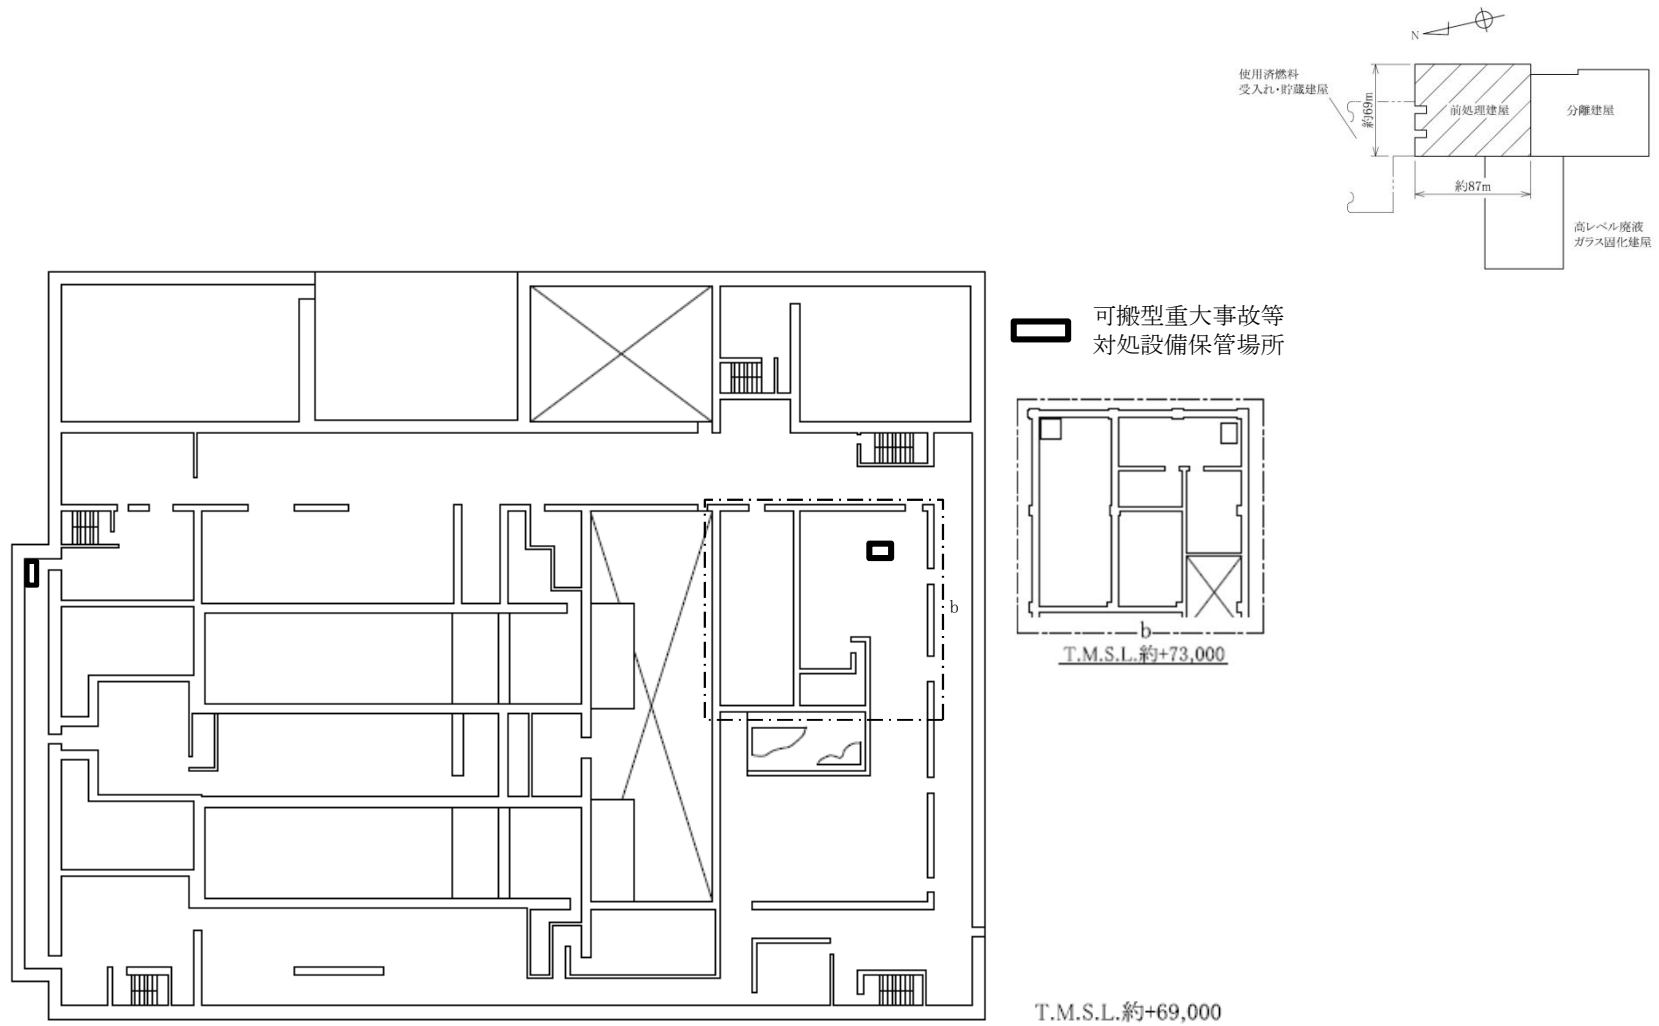 N
使用済燃料
受入れ・貯蔵建屋
約69m
前処理建屋
分離建屋
約87m
高レベル廃液
ガラス固化建屋
可搬型重大事故等
対処設備保管場所
b
b
T.M.S.L.約+73,000
T.M.S.L.約+69,000